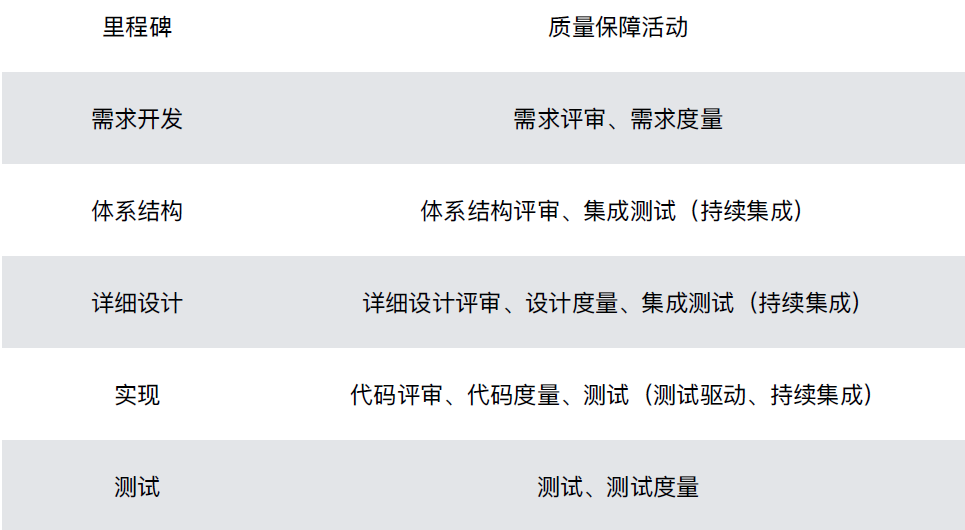 里程碑 质量保障活动
需求开发 需求评审、需求度量
体系结构 体系结构评审、集成测试（持续集成）
详细设计 详细设计评审、设计度量、集成测试（持续集成）
实现 代码评审、代码度量、测试（测试驱动、持续集成）
测试 测试、测试度量